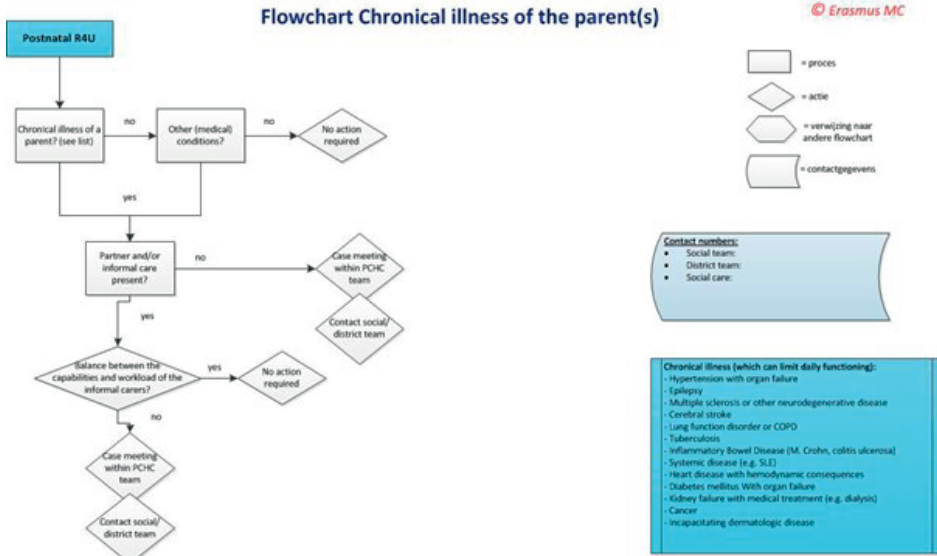 Flowchart Chronical illness of the parent(s)
© Erasmus MC
Postnatal R4U
Chronical illness of a
parent? (see list)
no
Other (medical)
conditions?
no
No action
required
yes
Partner and/or
informal care
present?
no
Case meeting
within PCHC
team
Contact social/
district team
yes
Balance between the
capabilities and workload of the
informal carers?
yes
No action
required
no
Case meeting
within PCHC
team
Contact social/
district team
= proces
= actie
= verwijzing naar
andere flowchart
= contactgegevens
Contact numbers:
• Social team:
• District team:
• Social care:
Chronical illness (which can limit daily functioning):
- Hypertension with organ failure
- Epilepsy
- Multiple sclerosis or other neurodegenerative disease
- Cerebral stroke
- Lung function disorder or COPD
- Tuberculosis
- Inflammatory Bowel Disease (M. Crohn, colitis ulcerosa)
- Systemic disease (e.g. SLE)
- Heart disease with hemodynamic consequences
- Diabetes mellitus With organ failure
- Kidney failure with medical treatment (e.g. dialysis)
- Cancer
- Incapacitating dermatologic disease